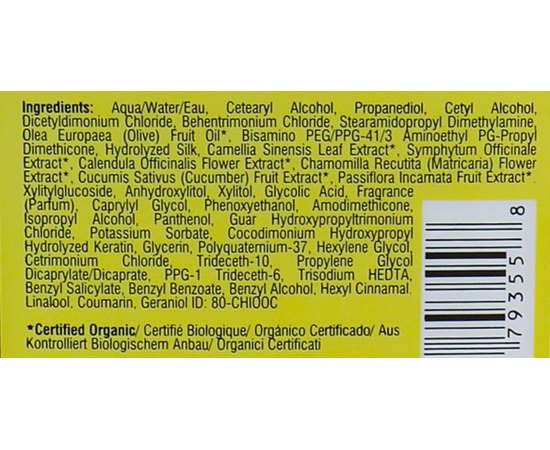 Ingredients: Aqua/Water/Eau, Cetearyl Alcohol, Propanediol, Cetyl Alcohol,
Dicetyldimonium Chloride, Behentrimonium Chloride, Stearamidopropyl Dimethylamine,
Olea Europaea (Olive) Fruit Oil*, Bisamino PEG/PPG-41/3 Aminoethyl PG-Propyl
Dimethicone, Hydrolyzed Silk, Camellia Sinensis Leaf Extract*, Symphytum Officinale
Extract*, Calendula Officinalis Flower Extract*, Chamomilla Recutita (Matricaria) Flower
Extract*, Cucumis Sativus (Cucumber) Fruit Extract*, Passiflora Incarnata Fruit Extract*,
Xylitylglucoside, Anhydroxylitol, Xylitol, Glycolic Acid, Fragrance
(Parfum), Caprylyl Glycol, Phenoxyethanol, Amodimethicone,
Isopropyl Alcohol, Panthenol, Guar Hydroxypropyltrimonium
Chloride, Potassium Sorbate, Cocodimonium Hydroxypropyl
Hydrolyzed Keratin, Glycerin, Polyquaternium-37, Hexylene Glycol,
Cetrimonium Chloride, Trideceth-10, Propylene Glycol
Dicaprylate/Dicaprate, PPG-1 Trideceth-6, Trisodium HEDTA,
Benzyl Salicylate, Benzyl Benzoate, Benzyl Alcohol, Hexyl Cinnamal.
Linalool, Coumarin, Geraniol ID: 80-CHIOOC
*Certified Organic/ Certifié Biologique/ Orgánico Certificado/ Aus
Kontrolliert Biologischem Anbau/ Organici Certificati
79355 8